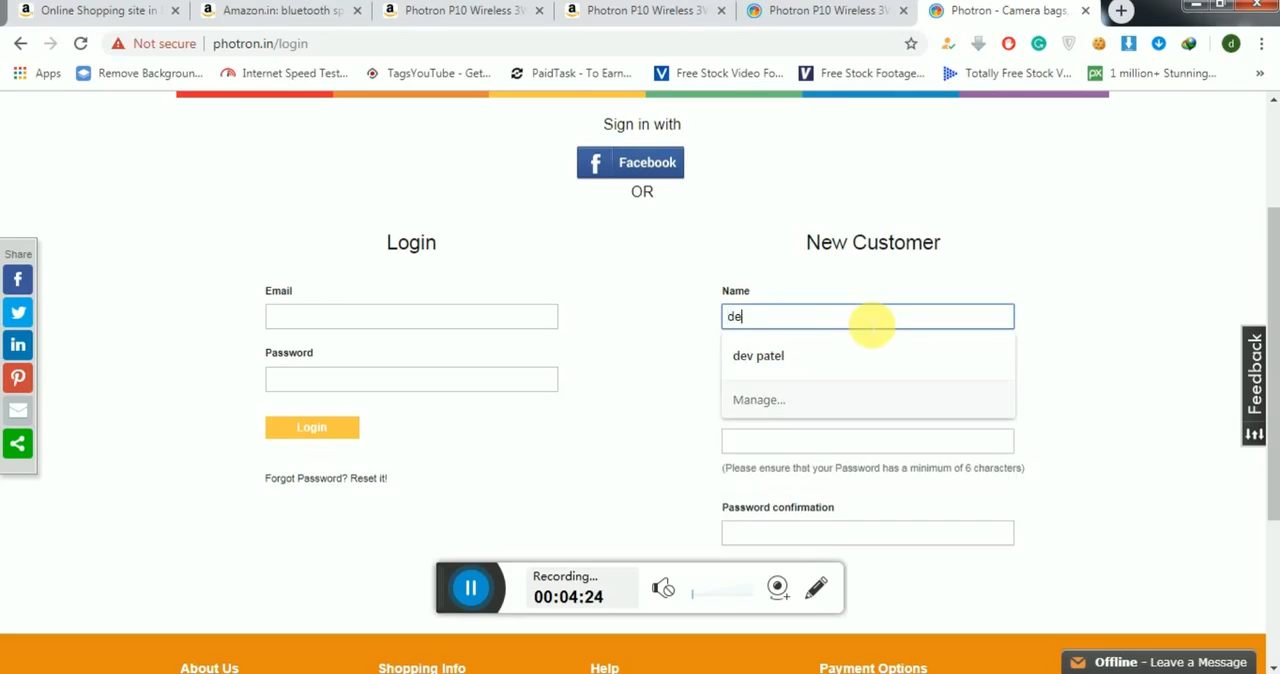 Online Shopping site in
Amazon.in: bluetooth sp
Photron P10 Wireless 3W
Photron P10 Wireless 3W
Photron P10 Wireless 3W
Photron - Camera bags,
Not secure
photron.in/login
d
Apps
Remove Backgroun...
Internet Speed Test...
TagsYouTube - Get...
PaidTask - To Earn...
Free Stock Video Fo...
Free Stock Footage...
Totally Free Stock V...
1 million+ Stunning...
»
Sign in with
Facebook
OR
Share
Login
New Customer
Email
Name
de
Password
dev patel
Manage...
Login
(Please ensure that your Password has a minimum of 6 characters)
Forgot Password? Reset it!
Password confirmation
Feedback
Recording...
00:04:24
About Us
Shopping Info
Help
Payment Options
Offline - Leave a Message